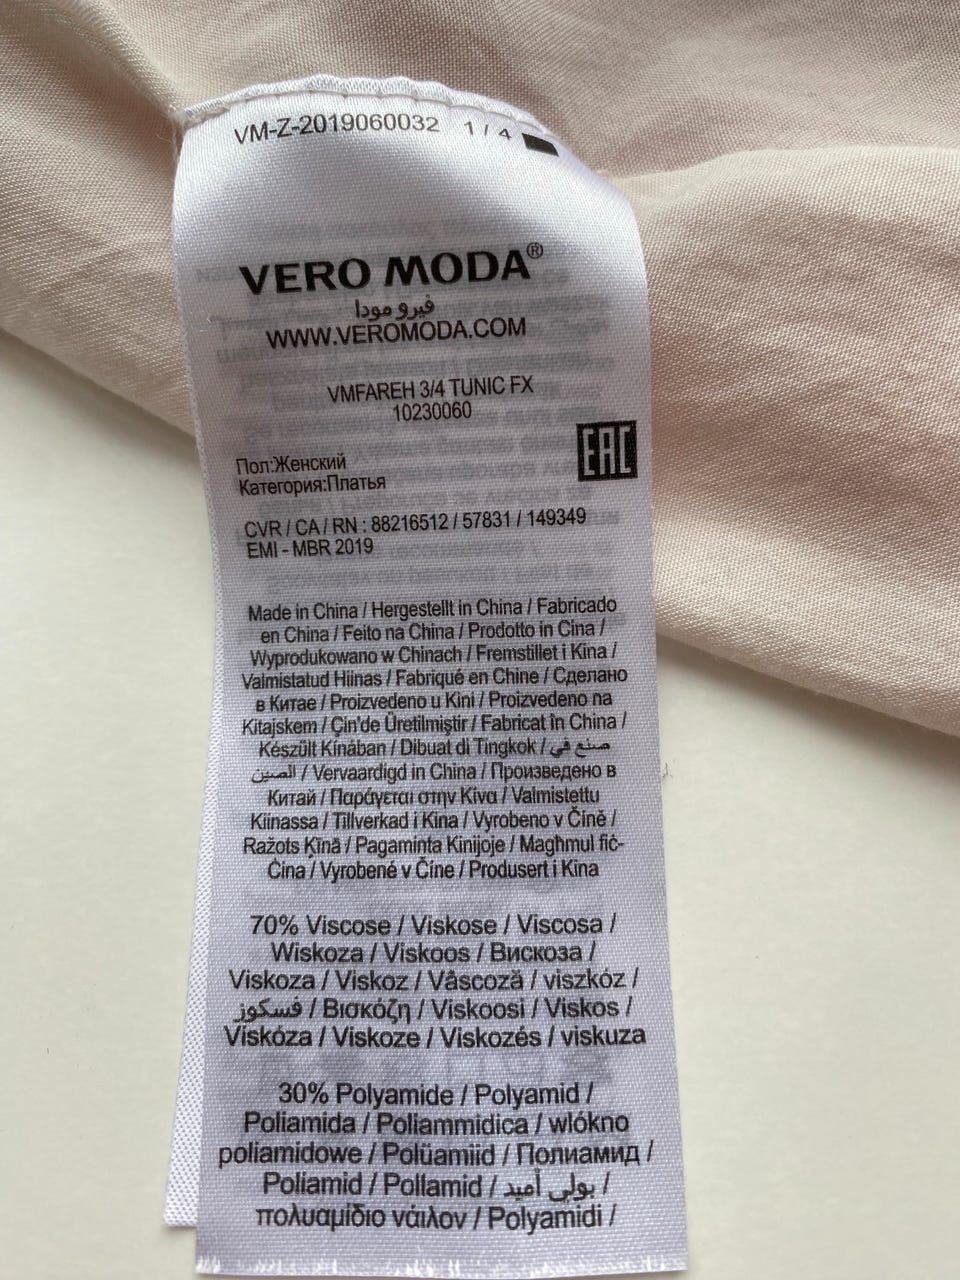 VM-Z-2019060032 1 / 4
VERO MODA®
فيرو مودا
WWW.VEROMODA.COM
VMFAREH 3/4 TUNIC FX
10230060
EAC
Пол:Женский
Категория:Платья
CVR / CA / RN : 88216512 / 57831 / 149349
EMI - MBR 2019
Made in China / Hergestellt in China / Fabricado
en China / Feito na China / Prodotto in Cina /
Wyprodukowano w Chinach / Fremstillet i Kina /
Valmistatud Hiinas / Fabriqué en Chine / Сделано
в Китае / Proizvedeno u Kini / Proizvedeno na
Kitajskem / Çin'de Üretilmiştir / Fabricat în China /
Készült Kínában / Dibuat di Tingkok / صنع في
الصين / Vervaardigd in China / Произведено в
Китай / Παράγεται στην Κίνα / Valmistettu
Kiinassa / Tillverkad i Kina / Vyrobeno v Číně /
Ražots Ķīnā / Pagaminta Kinijoje / Magħmul fiċ-
Ċina / Vyrobené v Číne / Produsert i Kina
70% Viscose / Viskose / Viscosa /
Wiskoza / Viskoos / Вискоза /
Viskoza / Viskoz / Vâscoză / viszkóz /
فسكوز / Βισκόζη / Viskoosi / Viskos /
Viskóza / Viskoze / Viskozés / viskuza
30% Polyamide / Polyamid /
Poliamida / Poliammidica / wlókno
poliamidowe / Polüamiid / Полиамид /
Poliamid / Pollamid / بولي أميد /
πολυαμίδιο νάιλον / Polyamidi /